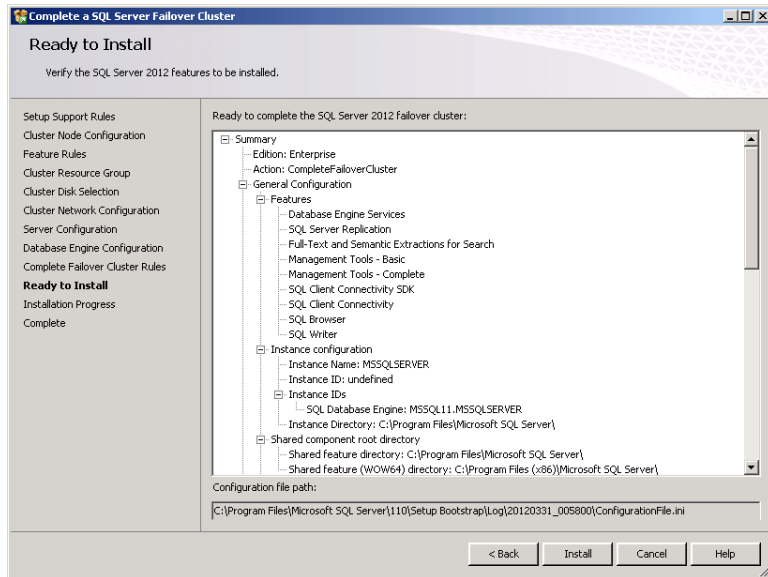 Complete a SQL Server Failover Cluster
Ready to Install
Verify the SQL Server 2012 features to be installed.
Setup Support Rules
Cluster Node Configuration
Feature Rules
Cluster Resource Group
Cluster Disk Selection
Cluster Network Configuration
Server Configuration
Database Engine Configuration
Complete Failover Cluster Rules
Ready to Install
Installation Progress
Complete
Ready to complete the SQL Server 2012 failover cluster:
Summary
Edition: Enterprise
Action: CompleteFailoverCluster
General Configuration
Features
Database Engine Services
SQL Server Replication
Full-Text and Semantic Extractions for Search
Management Tools - Basic
Management Tools - Complete
SQL Client Connectivity SDK
SQL Client Connectivity
SQL Browser
SQL Writer
Instance configuration
Instance Name: MSSQLSERVER
Instance ID: undefined
Instance IDs
SQL Database Engine: MSSQL11.MSSQLSERVER
Instance Directory: C:\Program Files\Microsoft SQL Server\
Shared component root directory
Shared feature directory: C:\Program Files\Microsoft SQL Server\
Shared feature (WOW64) directory: C:\Program Files (x86)\Microsoft SQL Server\
Configuration file path:
C:\Program Files\Microsoft SQL Server\110\Setup Bootstrap\Log\20120331_005800\ConfigurationFile.ini
< Back
Install
Cancel
Help